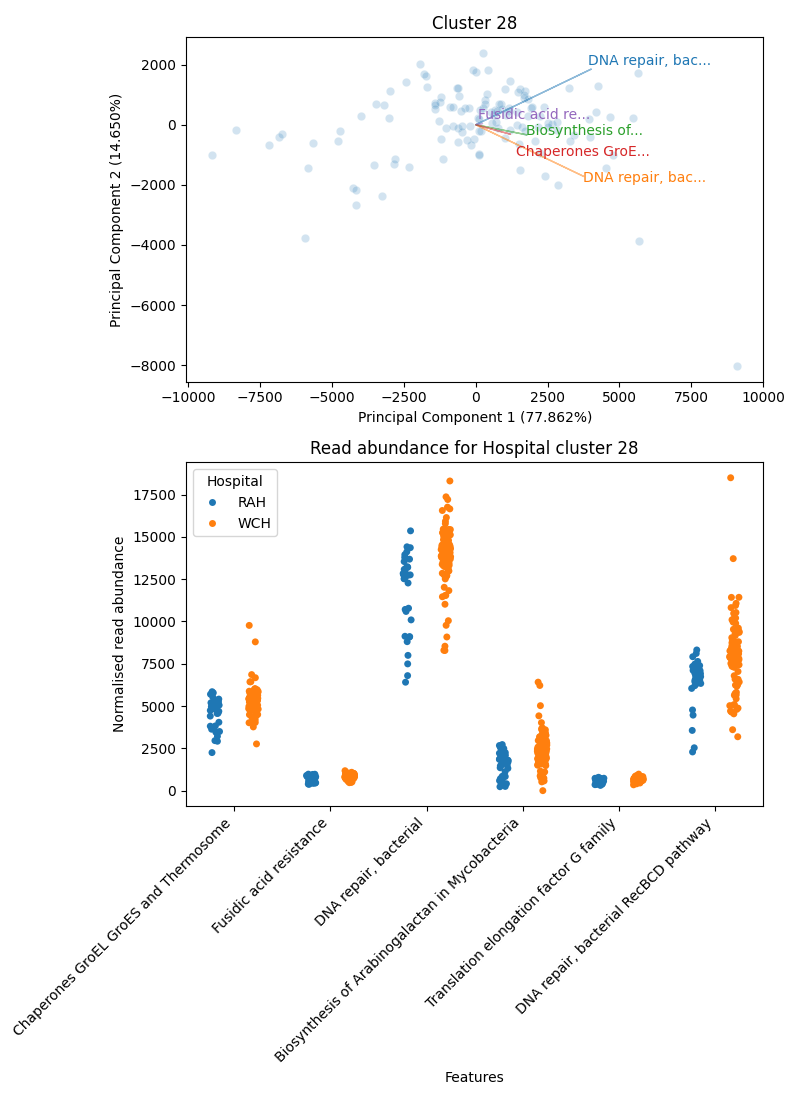 Cluster 28
Principal Component 2 (14.650%)
2000
0
−2000
−4000
−6000
−8000
DNA repair, bac...
Fusidic acid re...
Biosynthesis of...
Chaperones GroE...
DNA repair, bac...
−10000 −7500 −5000 −2500 0 2500 5000 7500 10000
Principal Component 1 (77.862%)
Read abundance for Hospital cluster 28
Normalised read abundance
17500
15000
12500
10000
7500
5000
2500
0
Hospital
RAH
WCH
Chaperones GroEL GroES and Thermosome
Fusidic acid resistance
DNA repair, bacterial
Biosynthesis of Arabinogalactan in Mycobacteria
Translation elongation factor G family
DNA repair, bacterial RecBCD pathway
Features